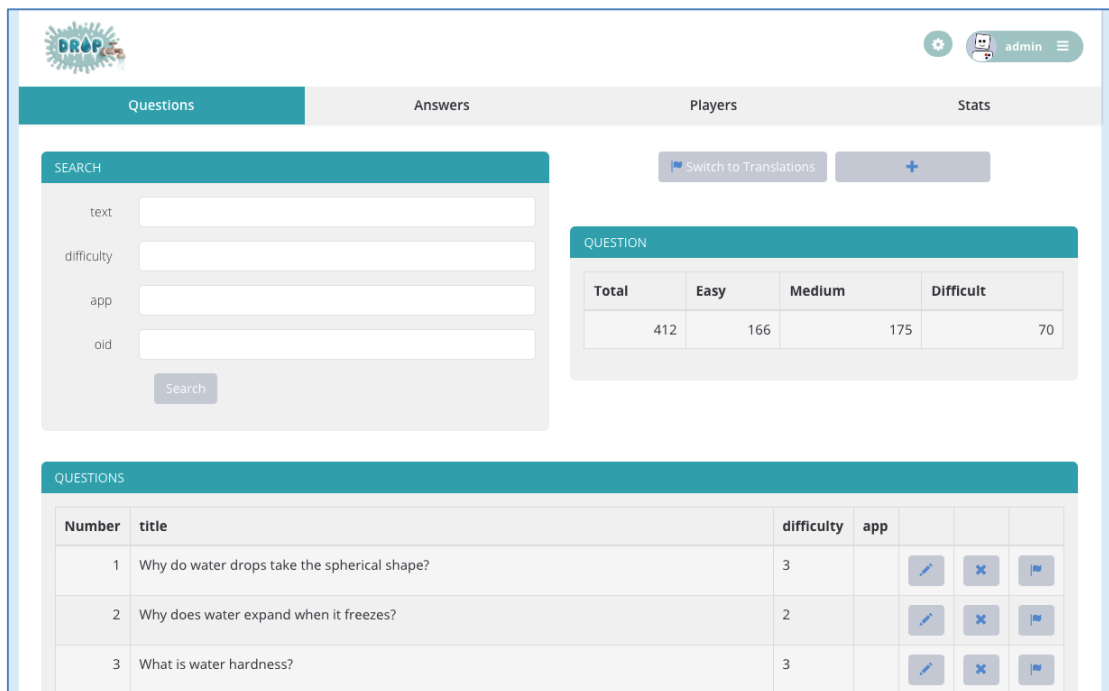 DROP
admin
Questions Answers Players Stats
SEARCH
text
difficulty
app
oid
Search
Switch to Translations
QUESTION
Total Easy Medium Difficult
412 166 175 70
QUESTIONS
Number title difficulty app
1 Why do water drops take the spherical shape? 3
2 Why does water expand when it freezes? 2
3 What is water hardness? 3